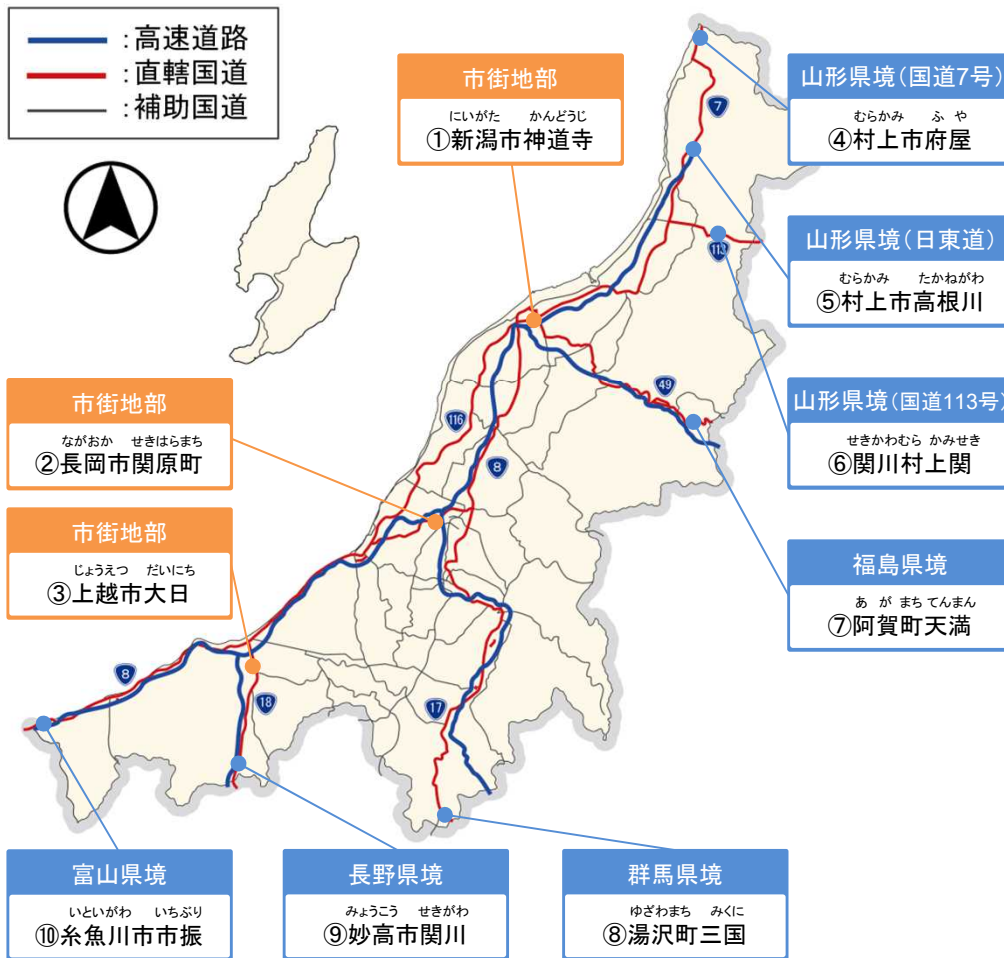 ：高速道路
：直轄国道
：補助国道
市街地部
にいがた かんどうじ
①新潟市神道寺
山形県境(国道7号)
むらかみ ふや
④村上市府屋
7
山形県境(日東道)
むらかみ たかねがわ
⑤村上市高根川
113
山形県境(国道113号)
せきかわむら かみせき
⑥関川村上関
49
市街地部
ながおか せきはらまち
②長岡市関原町
116
8
市街地部
じょうえつ だいにち
③上越市大日
福島県境
あがまち てんまん
⑦阿賀町天満
8
18
17
富山県境
いといがわ いちぶり
⑩糸魚川市市振
長野県境
みょうこう せきがわ
⑨妙高市関川
群馬県境
ゆざわまち みくに
⑧湯沢町三国